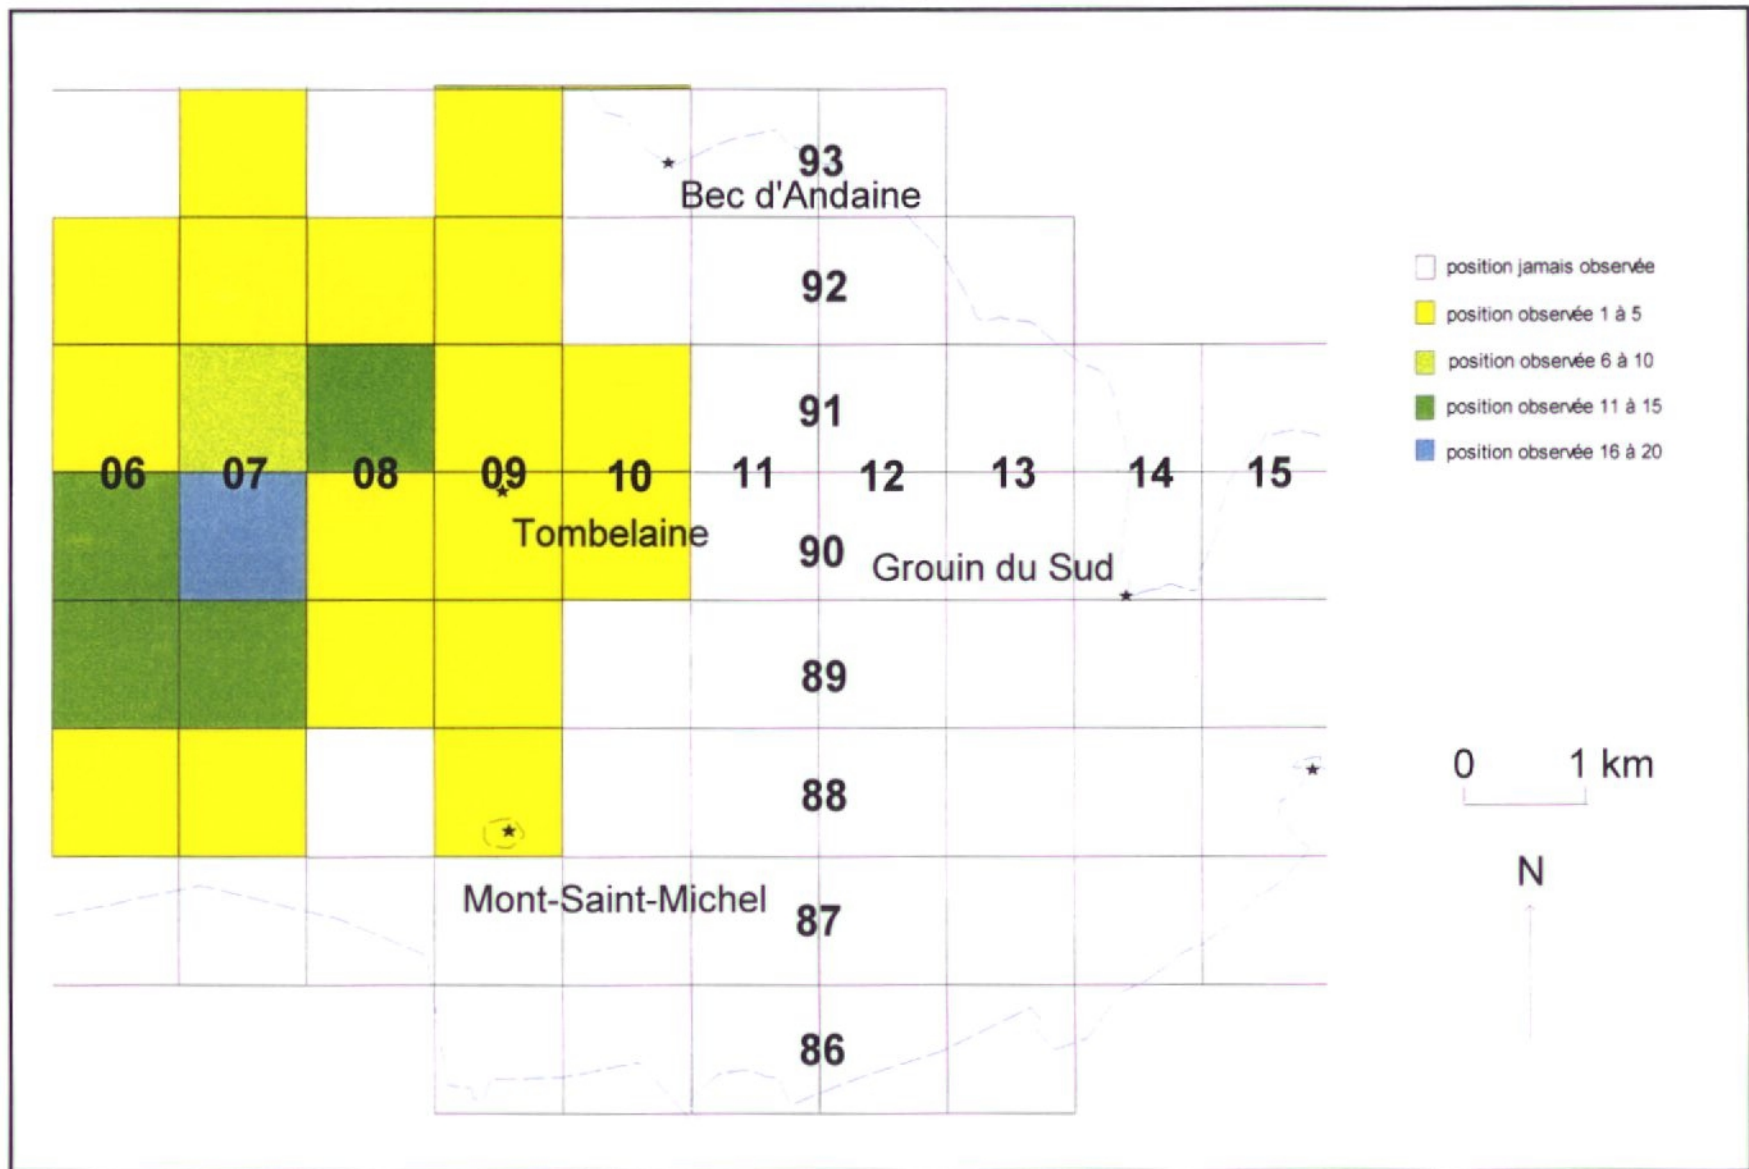 93
Bec d'Andaine
92
position jamais observée
position observée 1 à 5
position observée 6 à 10
position observée 11 à 15
position observée 16 à 20
91
06 07 08 09 10 11 12 13 14 15
Tombelaine
90
Grouin du Sud
89
88
0 1 km
N
Mont-Saint-Michel
87
86